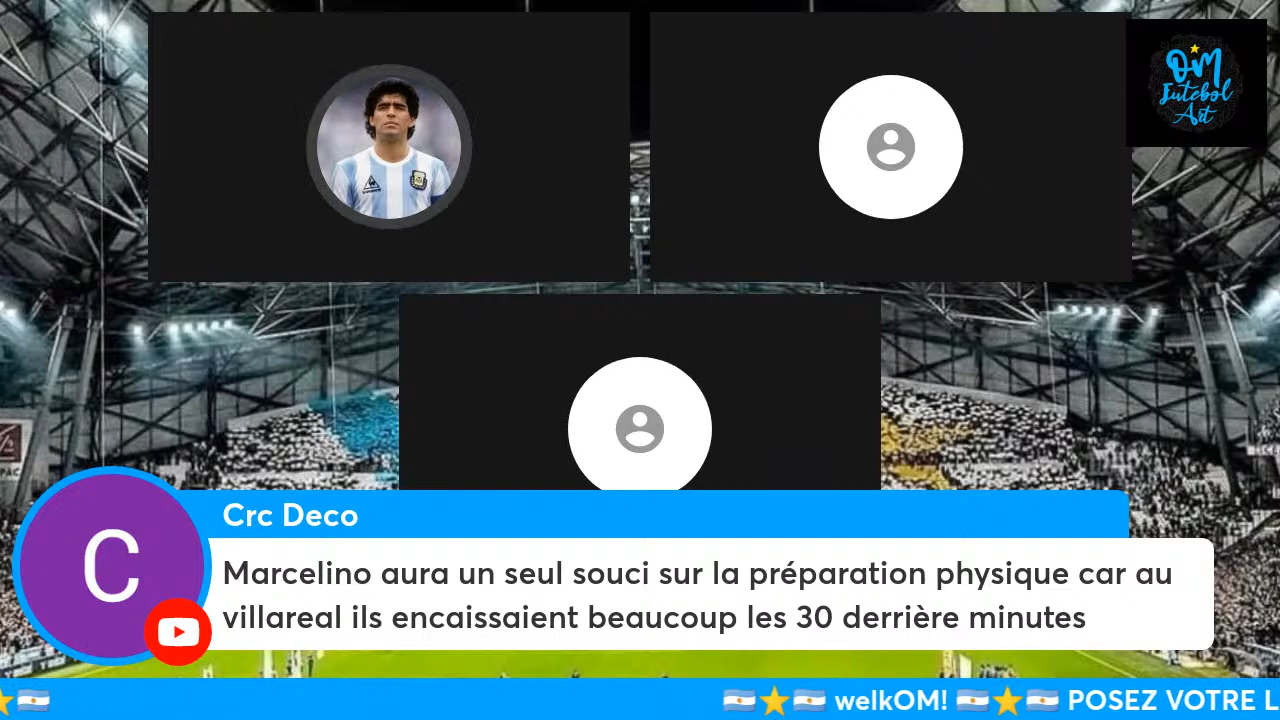 OM
Futebol
Art
Crc Deco
C
Marcelino aura un seul souci sur la préparation physique car au
villareal ils encaissaient beaucoup les 30 derrière minutes
welkOM! POSEZ VOTRE L